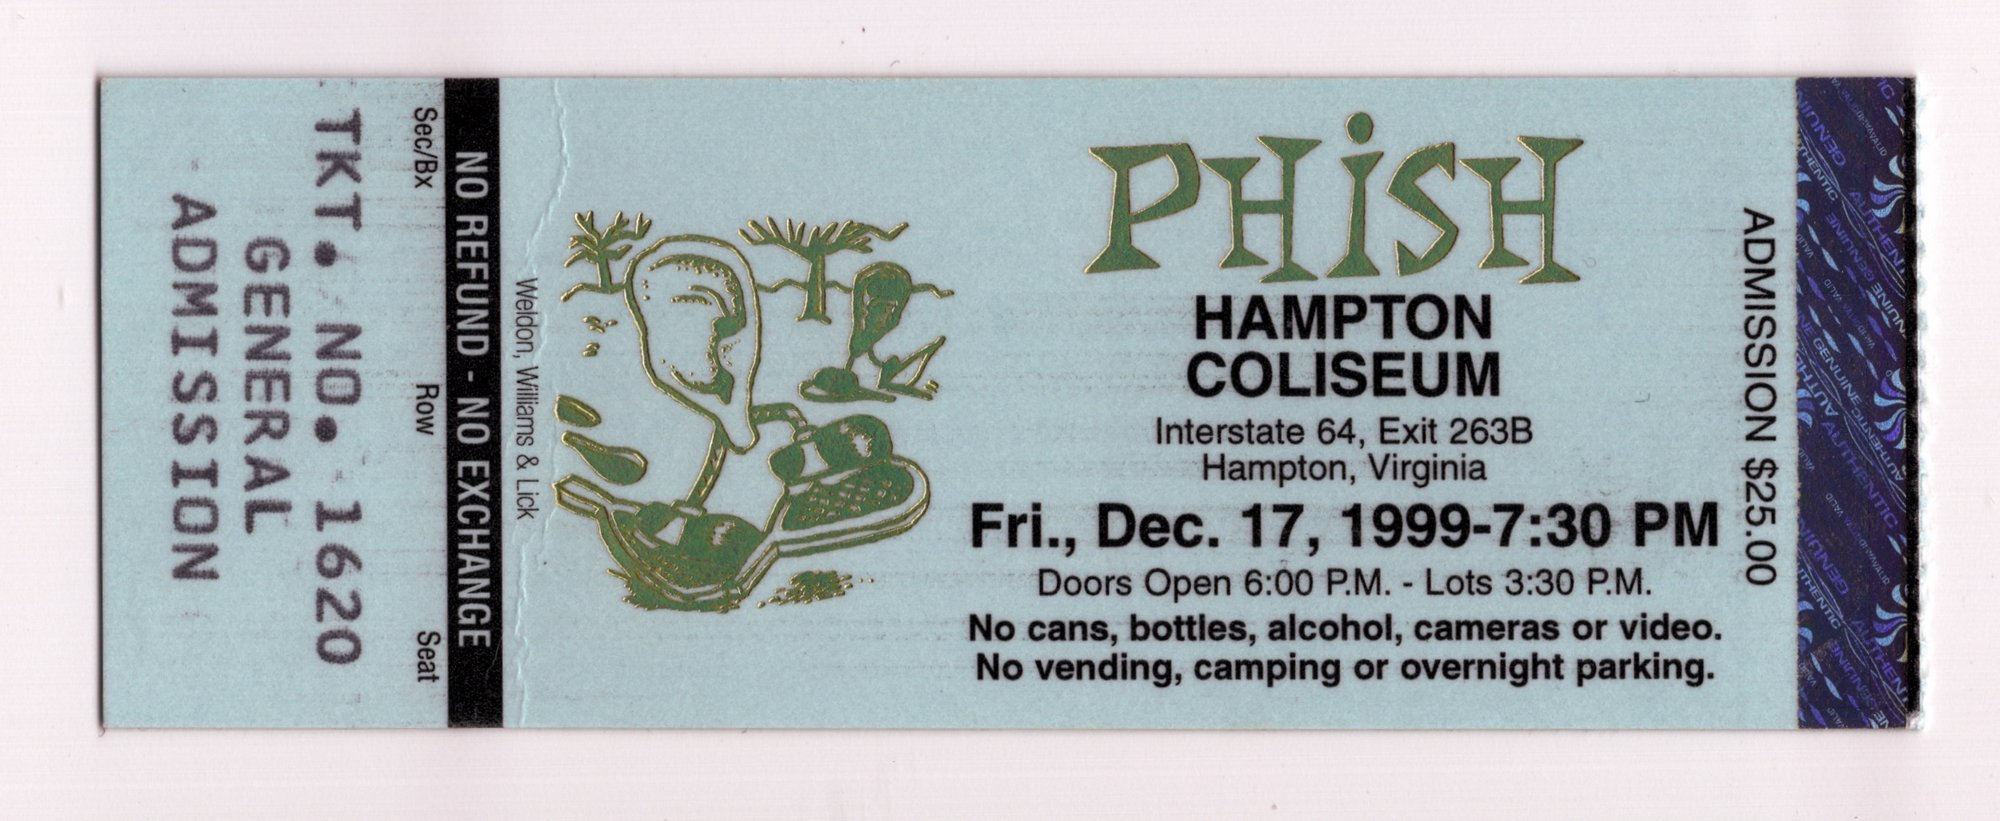 TKT. NO. 1620
GENERAL
ADMISSION
Sec/Bx Row Seat
NO REFUND - NO EXCHANGE
Weldon, Williams & Lick
PHiSH
HAMPTON
COLISEUM
Interstate 64, Exit 263B
Hampton, Virginia
Fri., Dec. 17, 1999-7:30 PM
Doors Open 6:00 P.M. - Lots 3:30 P.M.
No cans, bottles, alcohol, cameras or video.
No vending, camping or overnight parking.
ADMISSION $25.00
GENUINE
AUTHENTIC
VALID